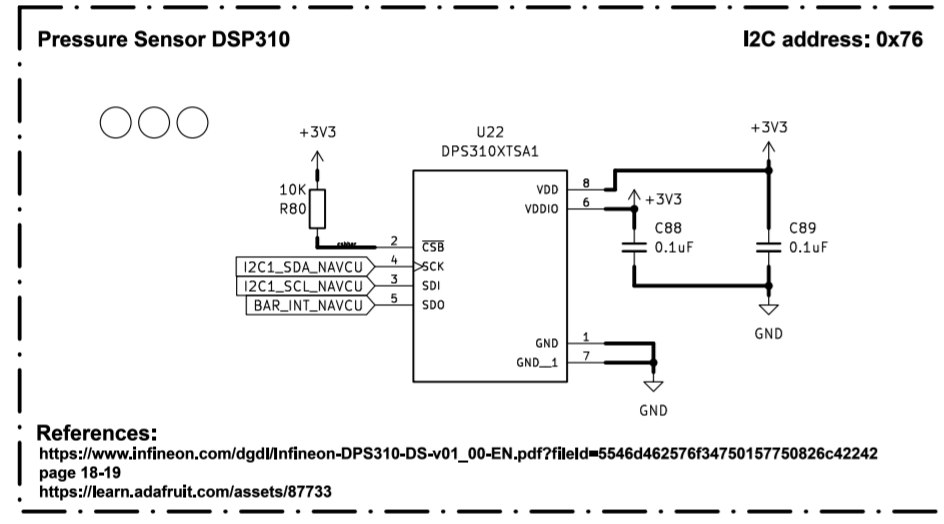 Pressure Sensor DSP310
I2C address: 0x76
+3V3
10K
R80
U22
DPS310XTSA1
+3V3
VDD 8
VDDIO 6
+3V3
C88
0.1uF
C89
0.1uF
GND
2 CSB
I2C1_SDA_NAVCU 4 SCK
I2C1_SCL_NAVCU 3 SDI
BAR_INT_NAVCU 5 SDO
GND 1
GND__1 7
GND
References:
https://www.infineon.com/dgdl/Infineon-DPS310-DS-v01_00-EN.pdf?fileId=5546d462576f34750157750826c42242
page 18-19
https://learn.adafruit.com/assets/87733